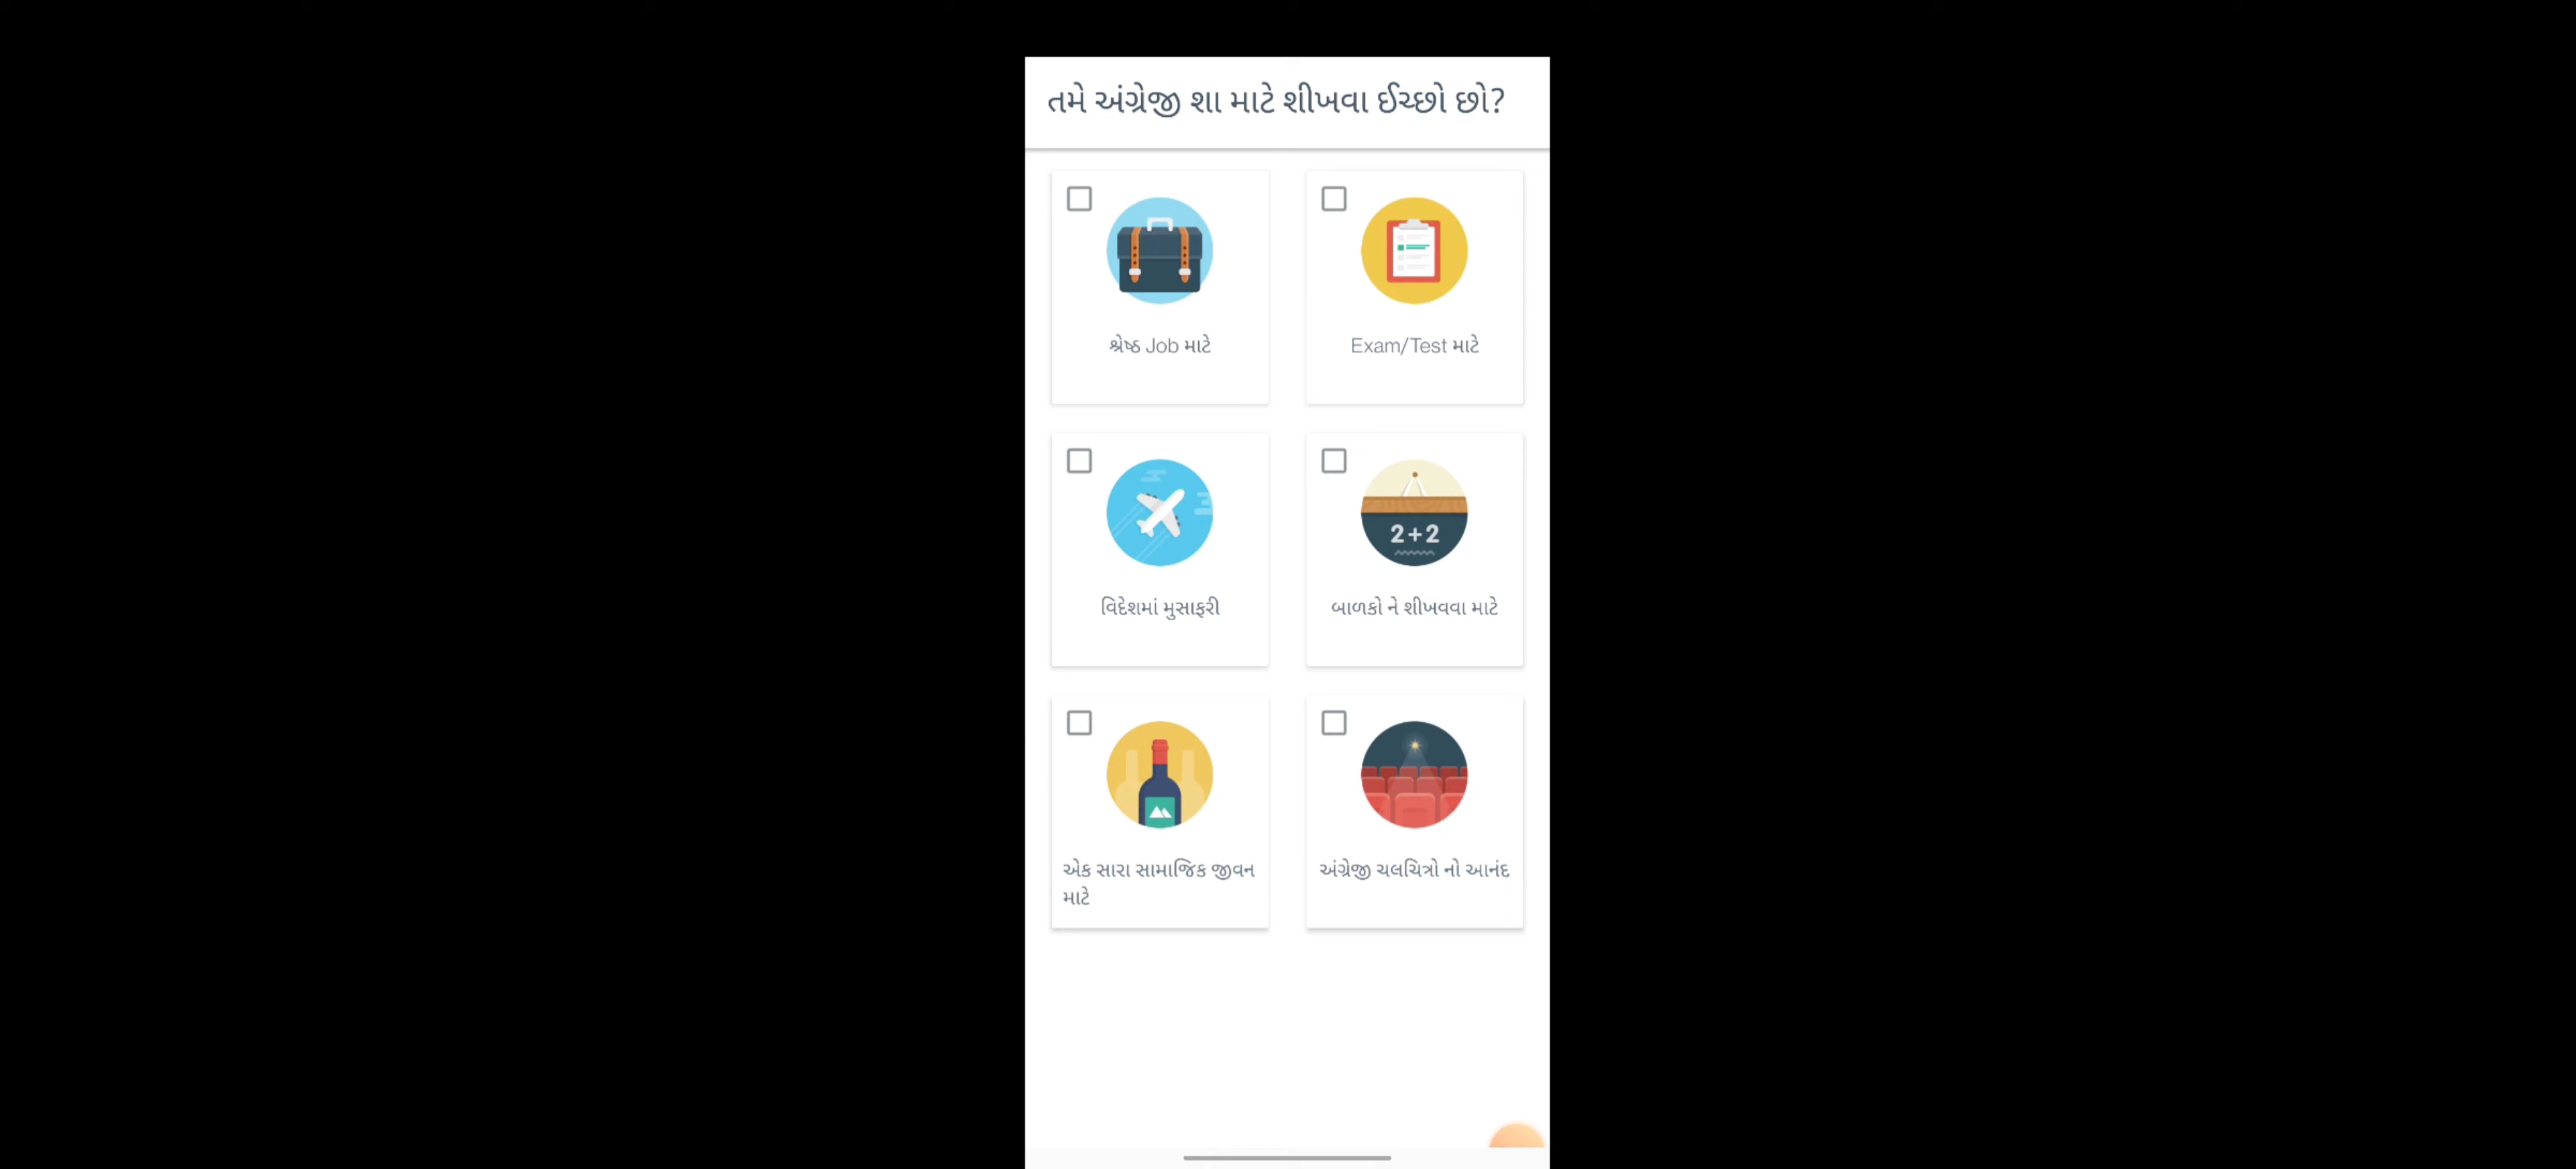 તમે અંગ્રેજી શા માટે શીખવા ઈચ્છો છો?
શ્રેષ્ઠ Job માટે
Exam/Test માટે
વિદેશમાં મુસાફરી
2+2
બાળકો ને શીખવવા માટે
એક સારા સામાજિક જીવન
માટે
અંગ્રેજી ચલચિત્રો નો આનંદ